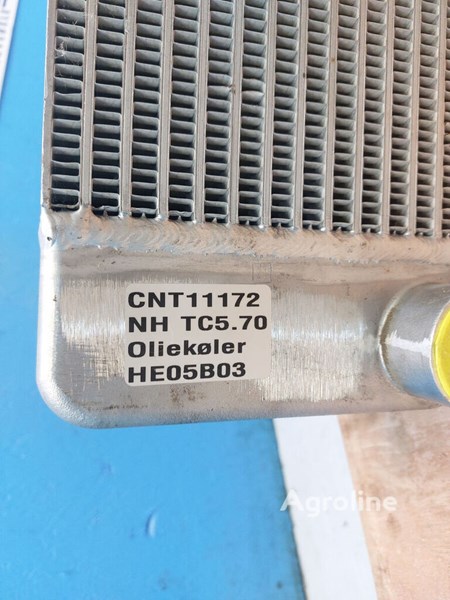 CNT11172
NH TC5.70
Oliekøler
HE05B03
Agroline